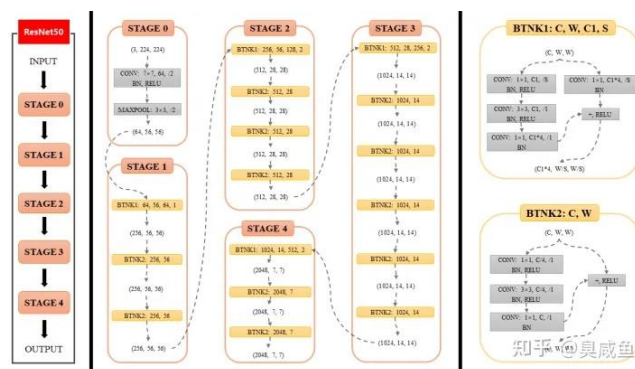 ResNet50
INPUT
STAGE 0
STAGE 1
STAGE 2
STAGE 3
STAGE 4
OUTPUT
STAGE 0
(3, 224, 224)
CONV: 7×7, 64, /2
BN, RELU
MAXPOOL: 3×3, /2
(64, 56, 56)
STAGE 1
BTNK1: 64, 56, 64, 1
(256, 56, 56)
BTNK2: 256, 56
(256, 56, 56)
BTNK2: 256, 56
(256, 56, 56)
STAGE 2
BTNK1: 256, 56, 128, 2
(512, 28, 28)
BTNK2: 512, 28
(512, 28, 28)
BTNK2: 512, 28
(512, 28, 28)
BTNK2: 512, 28
(512, 28, 28)
STAGE 4
BTNK1: 1024, 14, 512, 2
(2048, 7, 7)
BTNK2: 2048, 7
(2048, 7, 7)
BTNK2: 2048, 7
(2048, 7, 7)
STAGE 3
BTNK1: 512, 28, 256, 2
(1024, 14, 14)
BTNK2: 1024, 14
(1024, 14, 14)
BTNK2: 1024, 14
(1024, 14, 14)
BTNK2: 1024, 14
(1024, 14, 14)
BTNK2: 1024, 14
(1024, 14, 14)
BTNK2: 1024, 14
(1024, 14, 14)
BTNK1: C, W, C1, S
(C, W, W)
CONV: 1×1, C1, /S
BN, RELU
CONV: 1×1, C1*4, /S
BN
CONV: 3×3, C1, /1
BN, RELU
+, RELU
CONV: 1×1, C1*4, /1
BN
(C1*4, W/S, W/S)
BTNK2: C, W
(C, W, W)
CONV: 1×1, C/4, /1
BN, RELU
+, RELU
CONV: 3×3, C/4, /1
BN, RELU
CONV: 1×1, C, /1
BN
知乎 @臭咸鱼